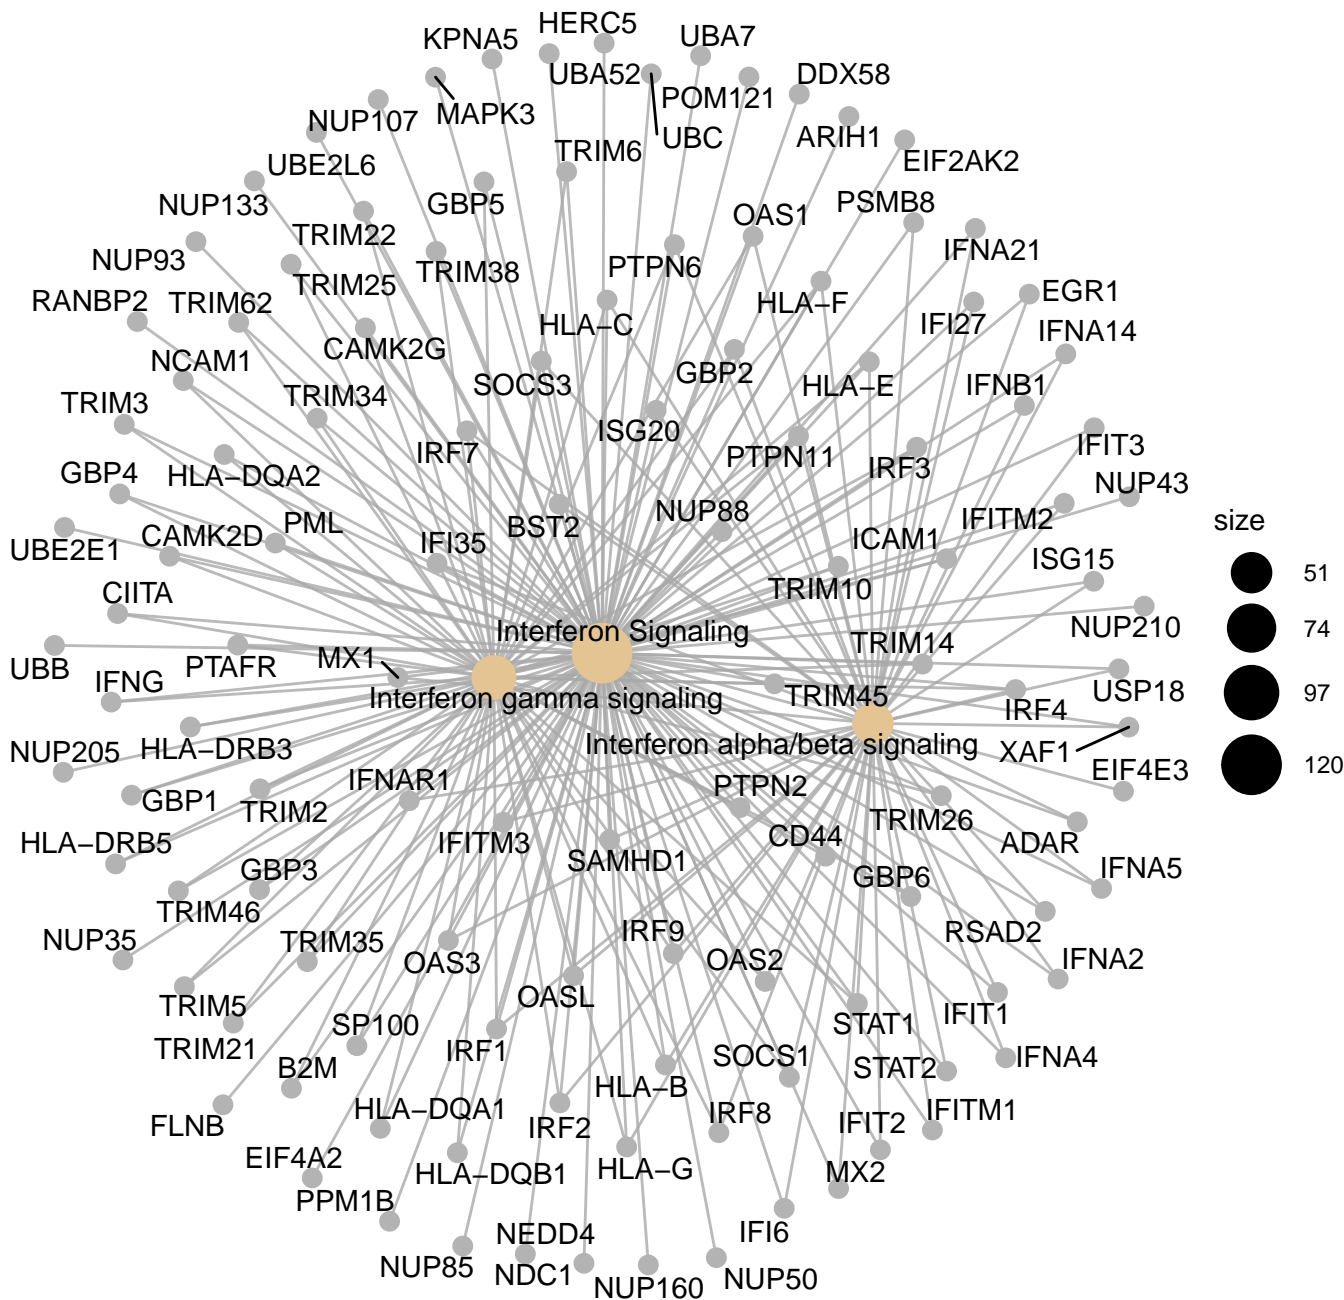 HERC5
KPNA5
UBA7
UBA52
DDX58
POM121
MAPK3
NUP107
UBC
ARIH1
TRIM6
EIF2AK2
UBE2L6
PSMB8
NUP133
GBP5
OAS1
TRIM22
IFNA21
NUP93
TRIM38
PTPN6
TRIM25
EGR1
RANBP2
TRIM62
HLA−F
HLA−C
IFI27
IFNA14
CAMK2G
NCAM1
GBP2
SOCS3
HLA−E
IFNB1
TRIM34
TRIM3
ISG20
IFIT3
IRF7
PTPN11
IRF3
GBP4
HLA−DQA2
NUP43
NUP88
IFITM2
PML
BST2
size
CAMK2D
IFI35
ICAM1
UBE2E1
ISG15
51
TRIM10
CIITA
NUP210
74
Interferon Signaling
TRIM14
MX1
UBB
PTAFR
IFNG
USP18
97
Interferon gamma signaling
TRIM45
IRF4
Interferon alpha/beta signaling
NUP205
HLA−DRB3
XAF1
EIF4E3
120
IFNAR1
PTPN2
GBP1
TRIM2
TRIM26
HLA−DRB5
IFITM3
CD44
ADAR
SAMHD1
GBP3
GBP6
IFNA5
TRIM46
IRF9
RSAD2
NUP35
TRIM35
OAS3
OAS2
IFNA2
OASL
TRIM5
SP100
IFIT1
STAT1
TRIM21
IRF1
B2M
SOCS1
STAT2
IFNA4
HLA−B
HLA−DQA1
IRF8
IFITM1
FLNB
IRF2
IFIT2
EIF4A2
HLA−DQB1
HLA−G
MX2
PPM1B
NEDD4
IFI6
NUP85
NDC1
NUP160
NUP50